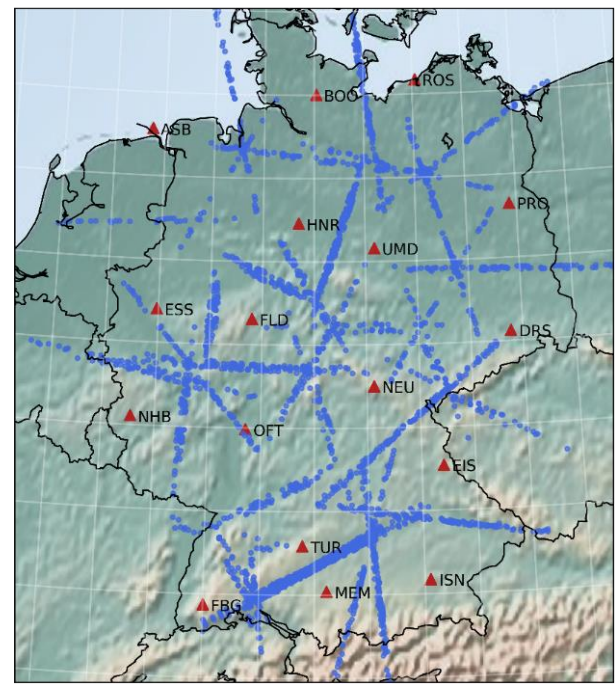 ROS
BOO
ASB
PRO
HNR
UMD
ESS
FLD
DRS
NEU
NHB
OFT
EIS
TUR
ISN
MEM
FBG